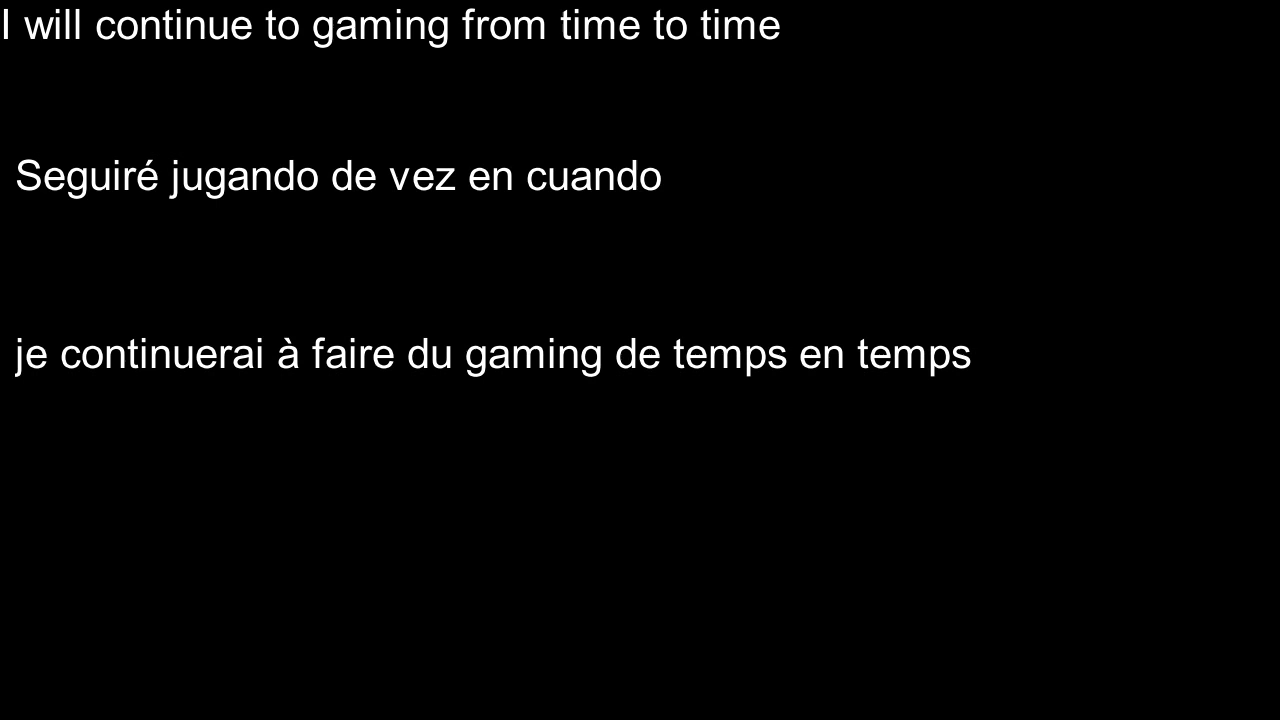 I will continue to gaming from time to time
Seguiré jugando de vez en cuando
je continuerai à faire du gaming de temps en temps